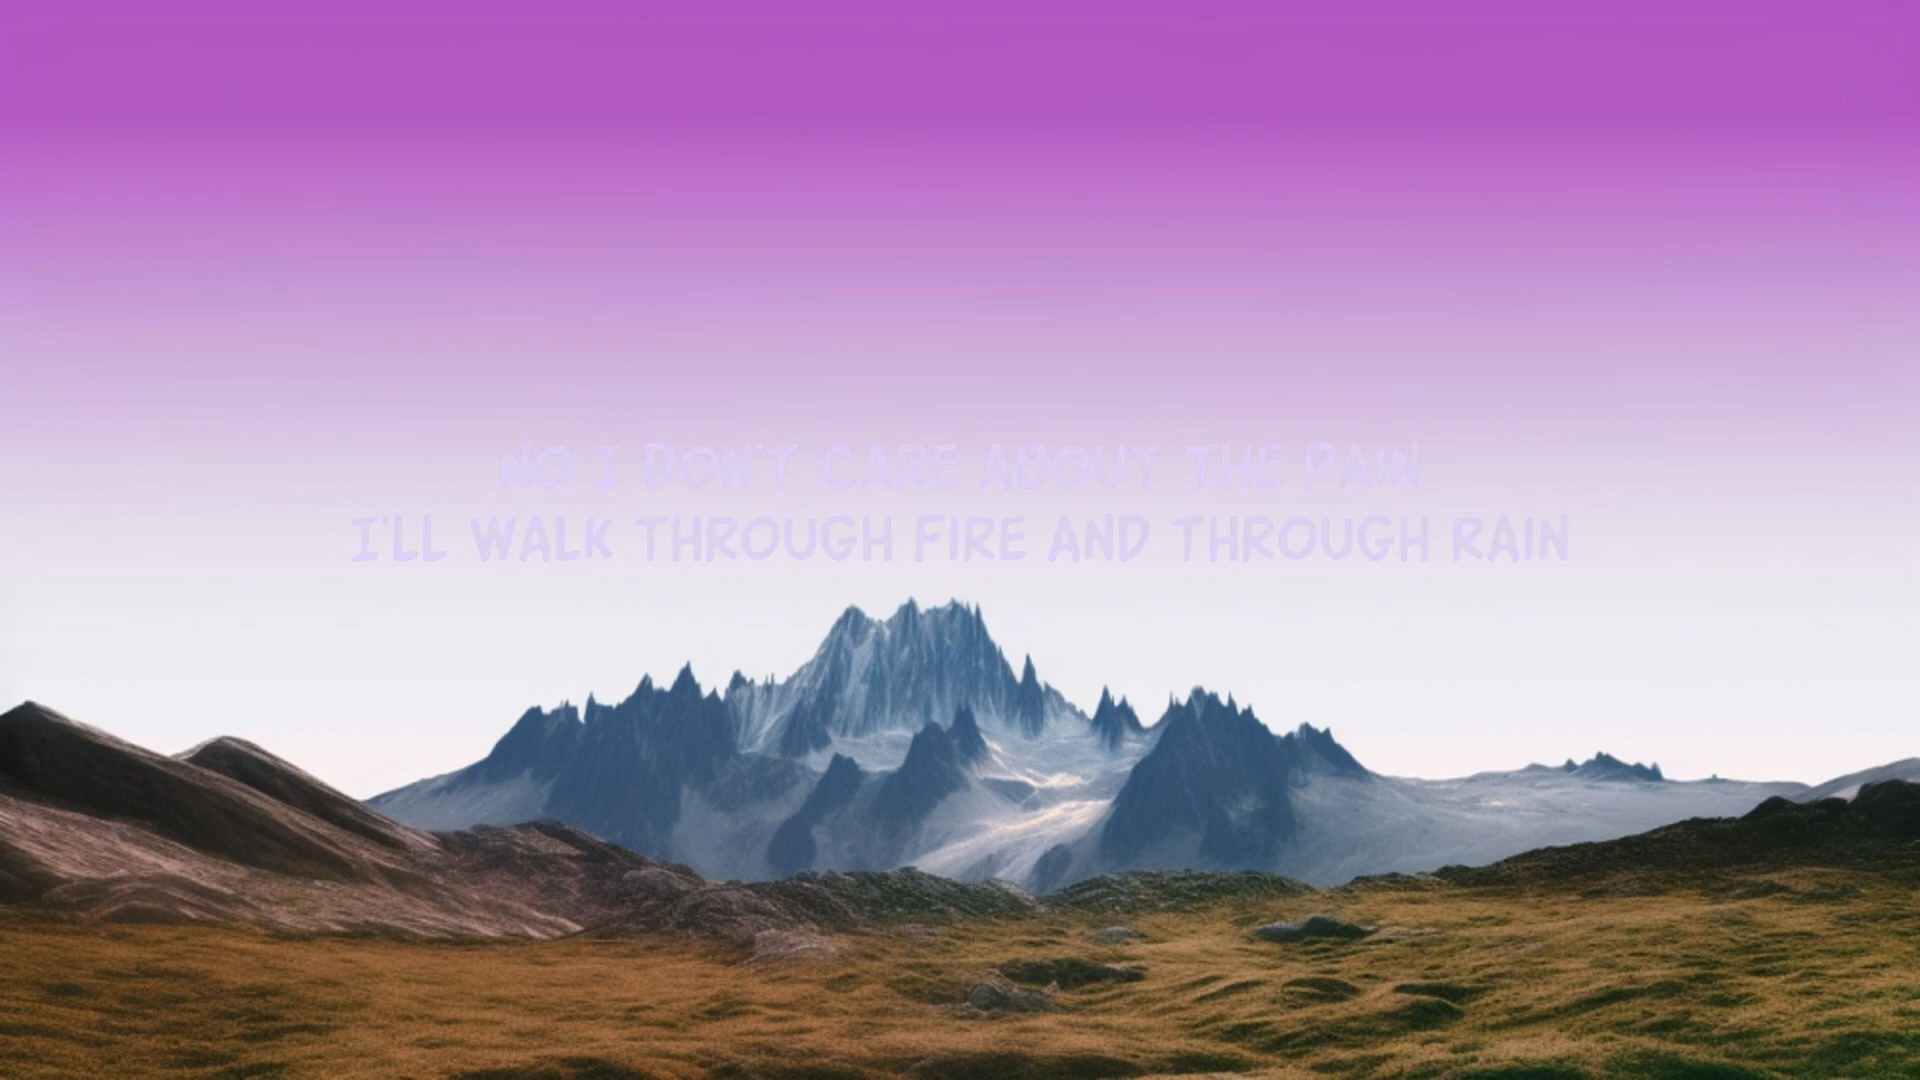 NO I DON'T CARE ABOUT THE PAIN
I'LL WALK THROUGH FIRE AND THROUGH RAIN